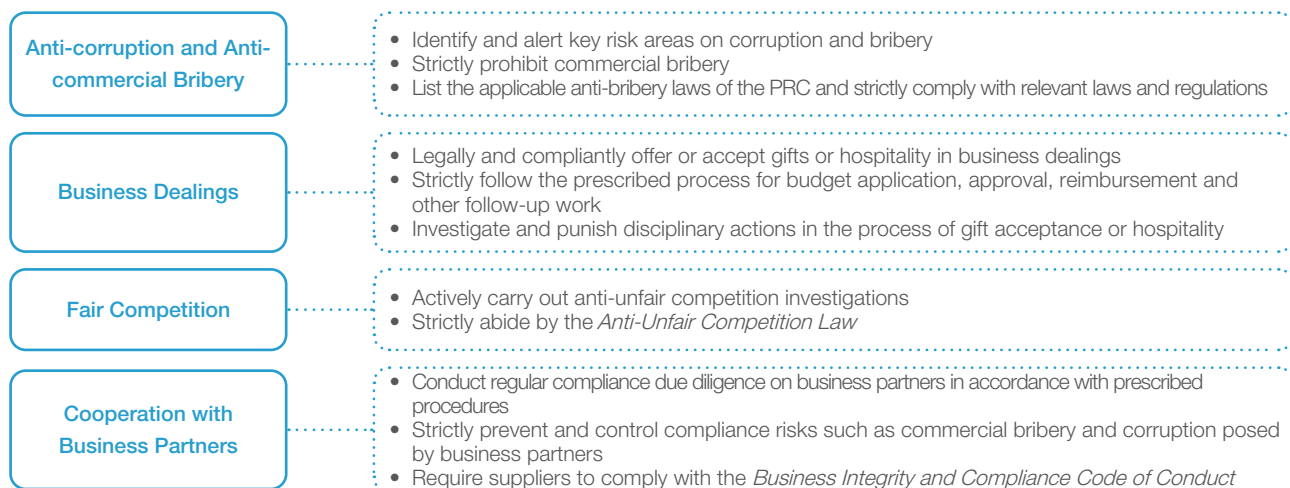 Anti-corruption and Anti-
commercial Bribery
• Identify and alert key risk areas on corruption and bribery
• Strictly prohibit commercial bribery
• List the applicable anti-bribery laws of the PRC and strictly comply with relevant laws and regulations
Business Dealings
• Legally and compliantly offer or accept gifts or hospitality in business dealings
• Strictly follow the prescribed process for budget application, approval, reimbursement and
other follow-up work
• Investigate and punish disciplinary actions in the process of gift acceptance or hospitality
Fair Competition
• Actively carry out anti-unfair competition investigations
• Strictly abide by the Anti-Unfair Competition Law
Cooperation with
Business Partners
• Conduct regular compliance due diligence on business partners in accordance with prescribed
procedures
• Strictly prevent and control compliance risks such as commercial bribery and corruption posed
by business partners
• Require suppliers to comply with the Business Integrity and Compliance Code of Conduct